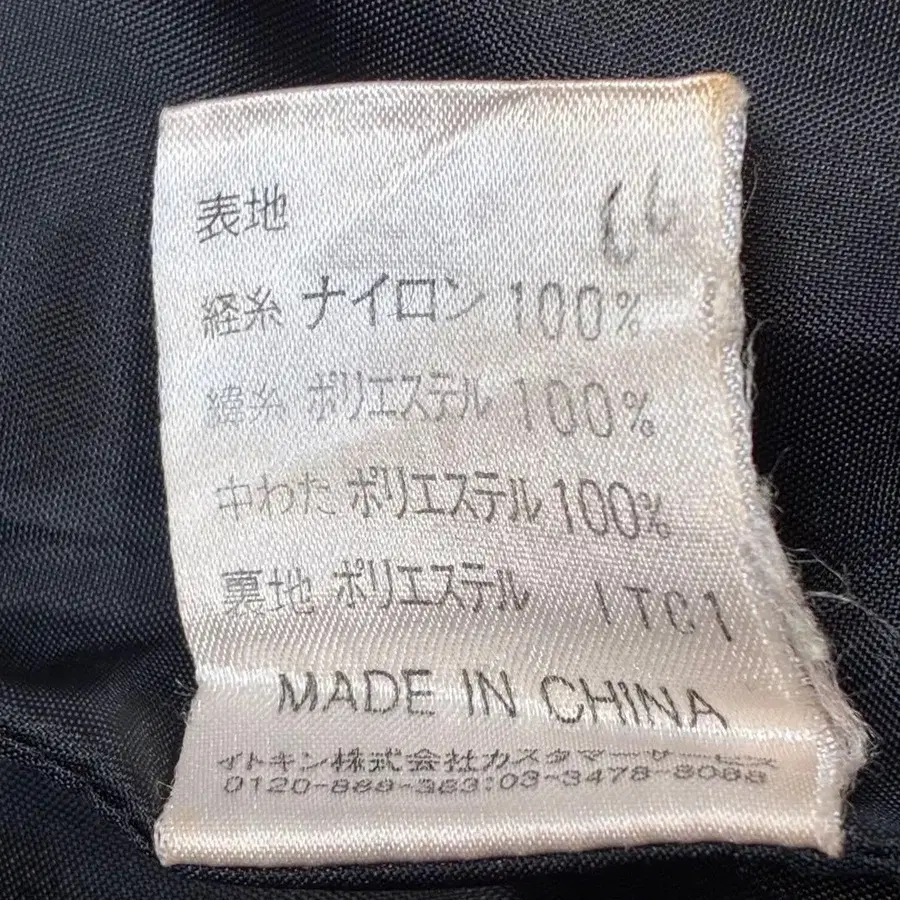 表地
経糸 ナイロン 100%
緯糸 ポリエステル 100%
中わた ポリエステル 100%
裏地 ポリエステル ITC1
MADE IN CHINA
イトキン株式会社カスタマーサービス
0120-888-363:03-3478-8088